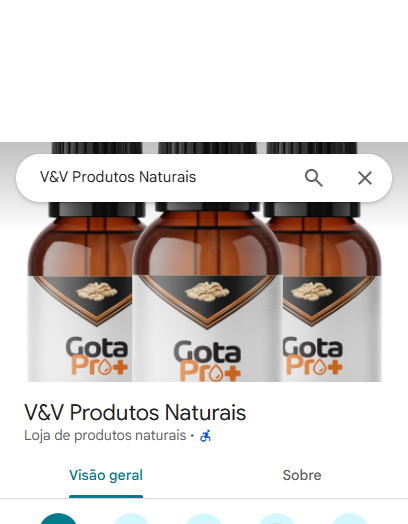 V&V Produtos Naturais
Gota
Pro+
Gota
Pro+
Gota
Pro+
V&V Produtos Naturais
Loja de produtos naturais ·
Visão geral
Sobre